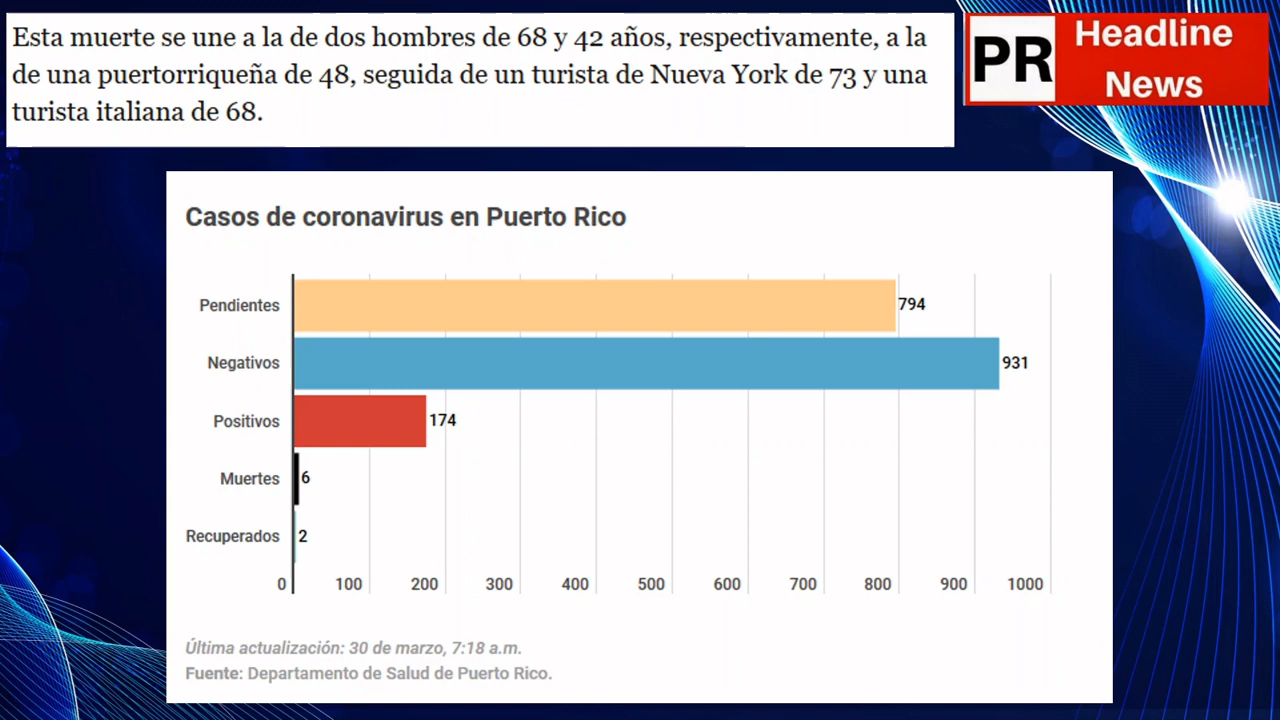 Esta muerte se une a la de dos hombres de 68 y 42 años, respectivamente, a la
de una puertorriqueña de 48, seguida de un turista de Nueva York de 73 y una
turista italiana de 68.
PR Headline
News
Casos de coronavirus en Puerto Rico
Pendientes 794
Negativos 931
Positivos 174
Muertes 6
Recuperados 2
0 100 200 300 400 500 600 700 800 900 1000
Última actualización: 30 de marzo, 7:18 a.m.
Fuente: Departamento de Salud de Puerto Rico.